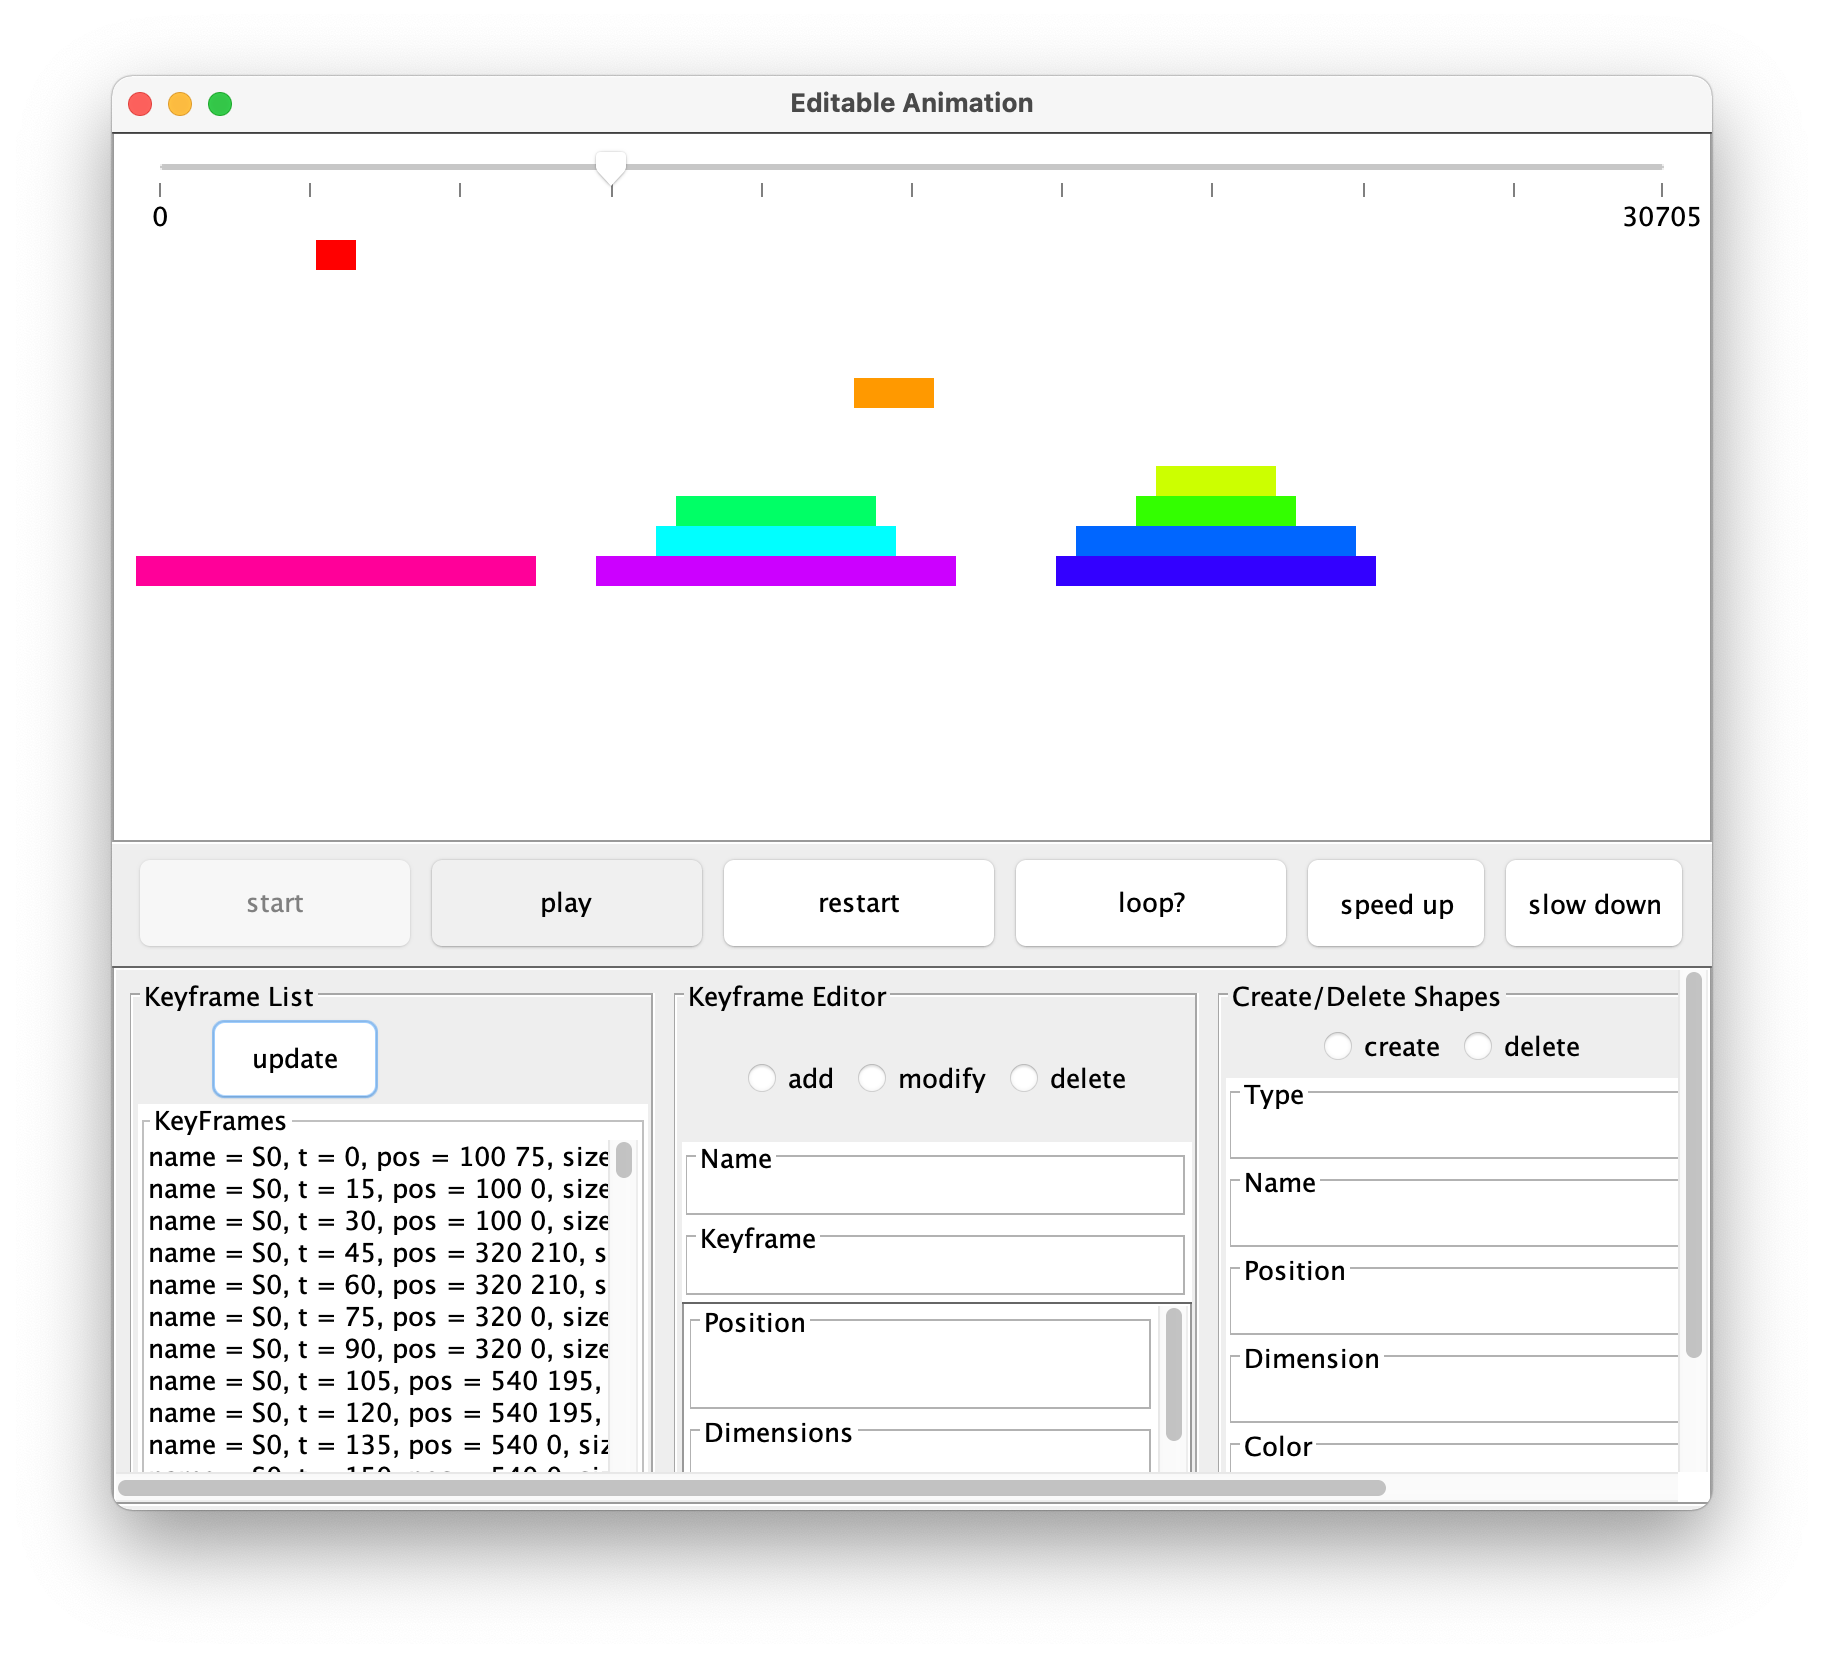 Editable Animation
0
30705
start play restart loop? speed up slow down
Keyframe List
update
KeyFrames
name = S0, t = 0, pos = 100 75, size
name = S0, t = 15, pos = 100 0, size
name = S0, t = 30, pos = 100 0, size
name = S0, t = 45, pos = 320 210, s
name = S0, t = 60, pos = 320 210, s
name = S0, t = 75, pos = 320 0, size
name = S0, t = 90, pos = 320 0, size
name = S0, t = 105, pos = 540 195,
name = S0, t = 120, pos = 540 195,
name = S0, t = 135, pos = 540 0, siz
Keyframe Editor
add modify delete
Name
Keyframe
Position
Dimensions
Create/Delete Shapes
create delete
Type
Name
Position
Dimension
Color